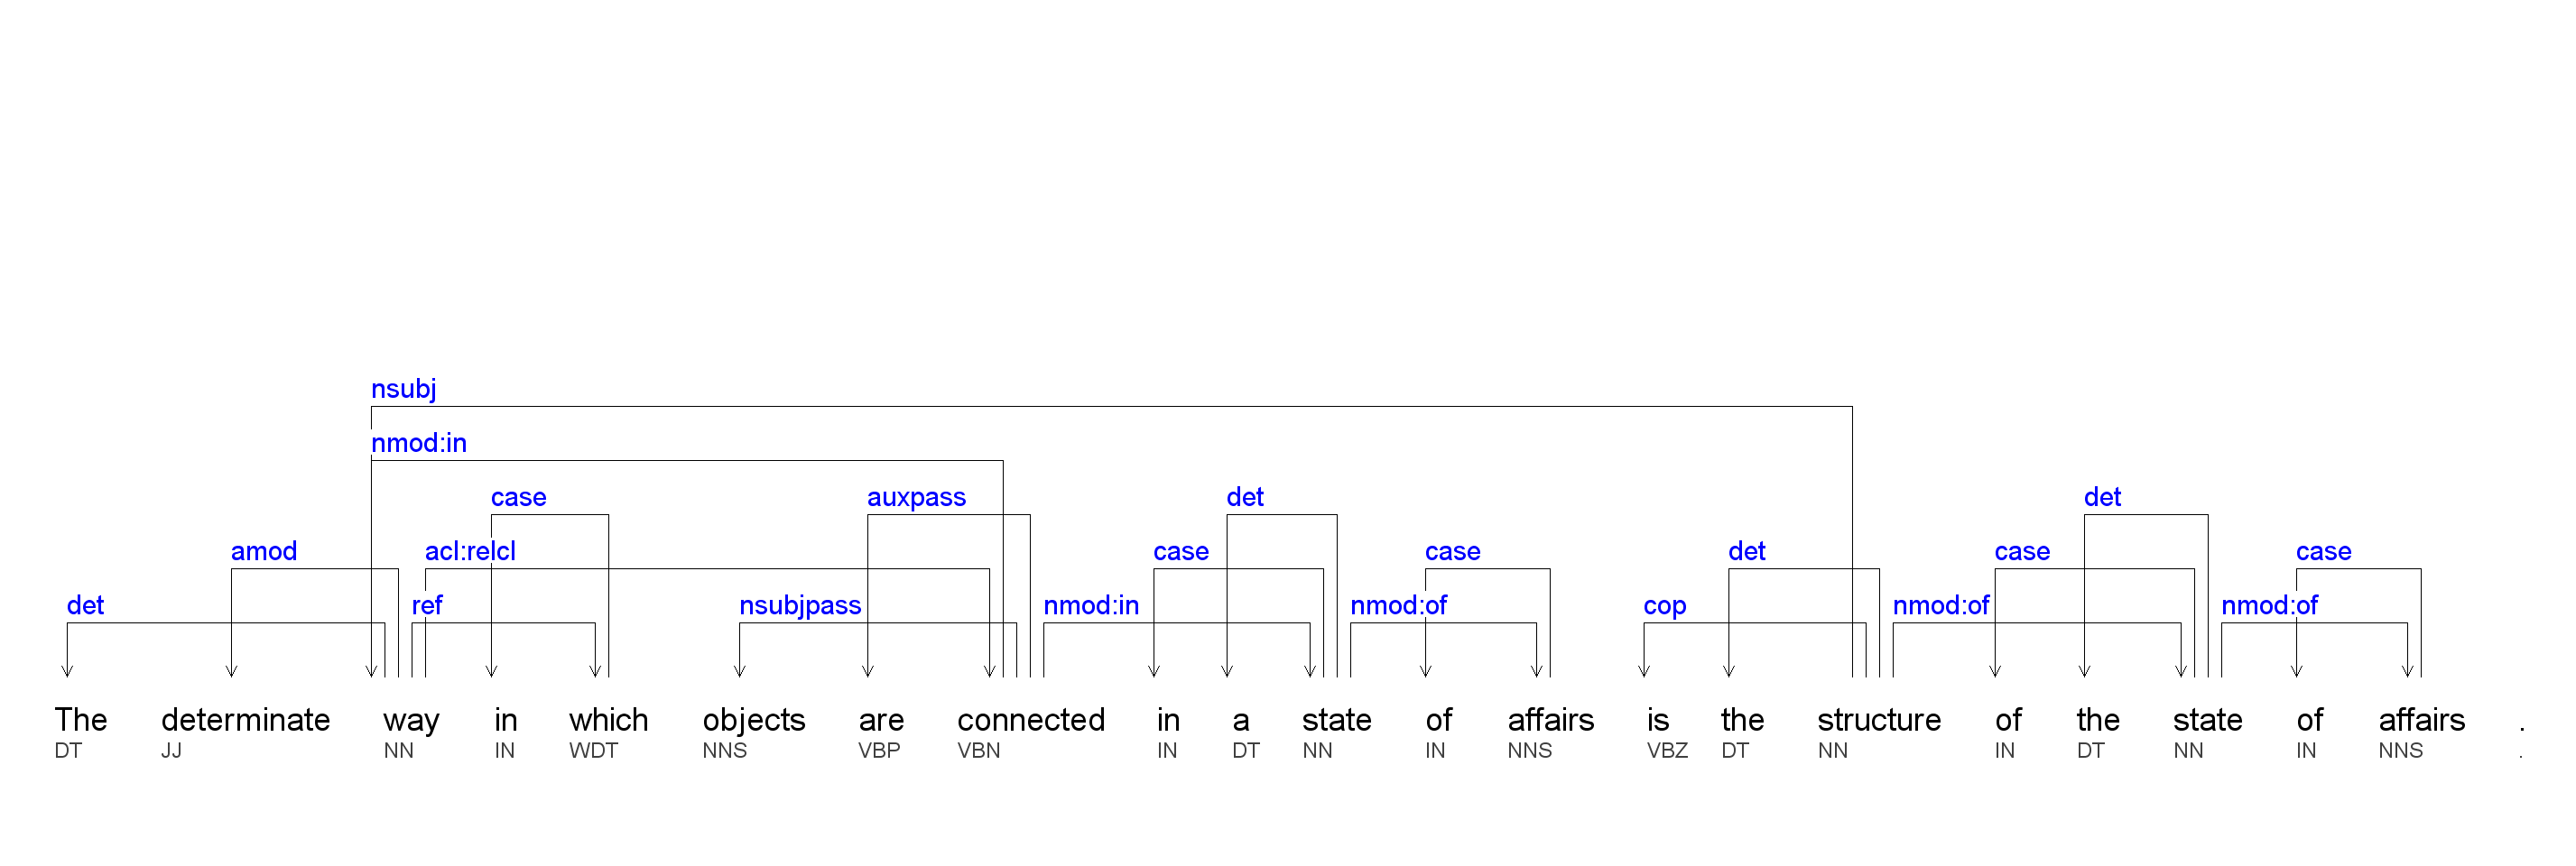 nsubj
nmod:in
case auxpass det det
amod acl:relcl case case det case case
det ref nsubjpass nmod:in nmod:of cop nmod:of nmod:of
The determinate way in which objects are connected in a state of affairs is the structure of the state of affairs .
DT JJ NN IN WDT NNS VBP VBN IN DT NN IN NNS VBZ DT NN IN DT NN IN NNS .